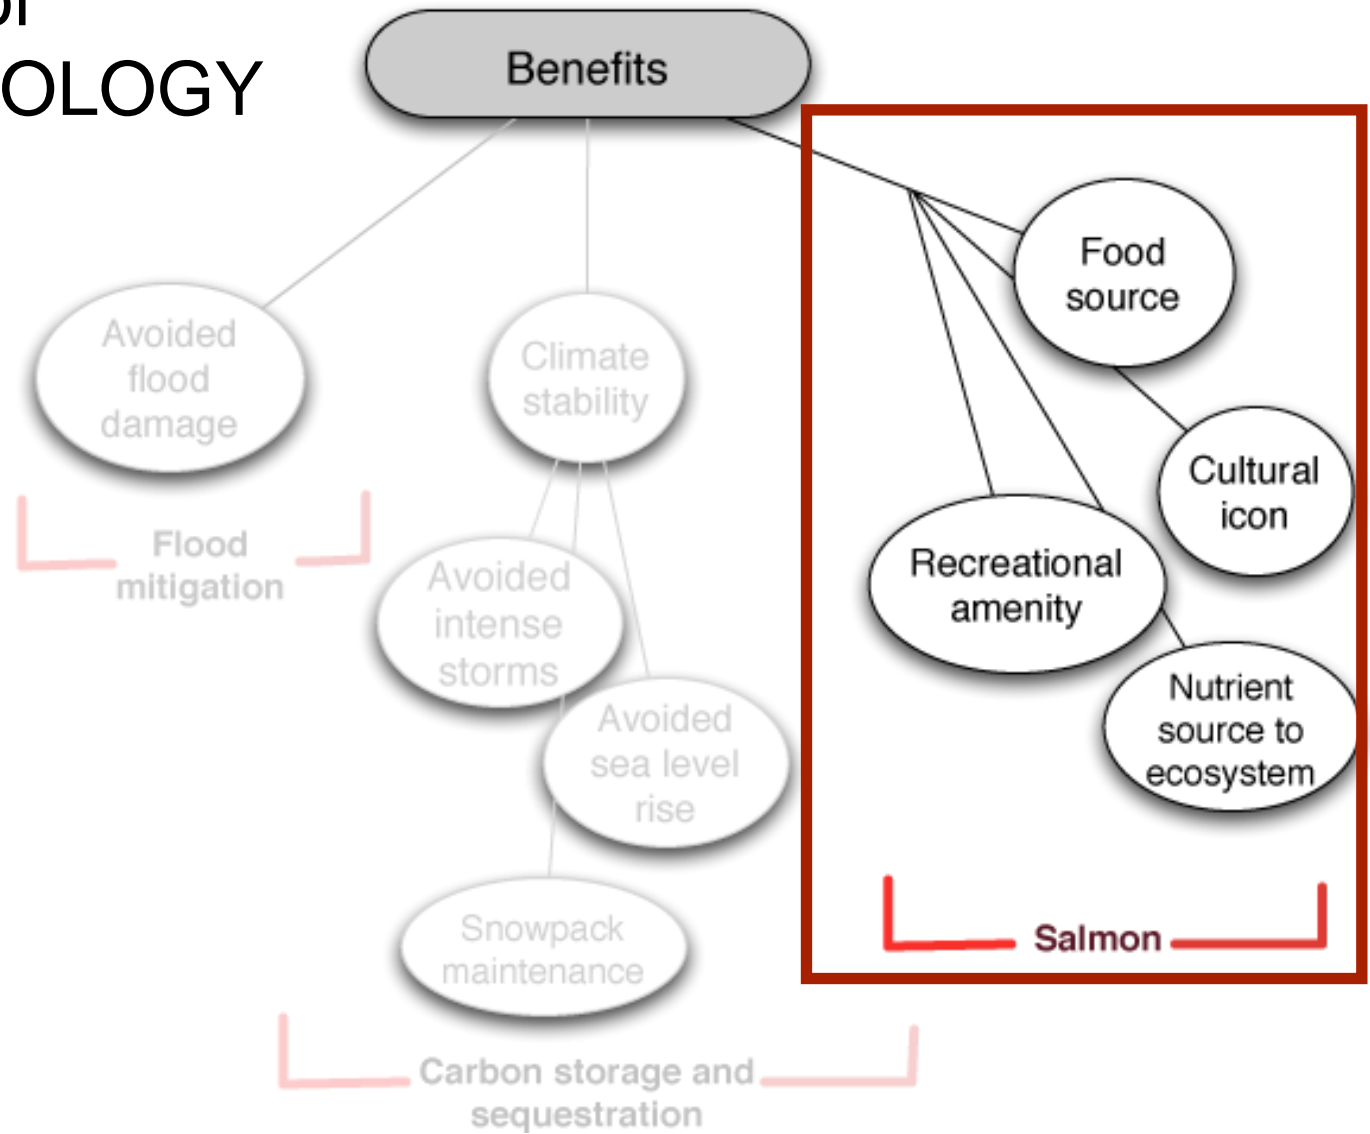 OLOGY
Benefits
Avoided
flood
damage
Flood
mitigation
Climate
stability
Avoided
intense
storms
Avoided
sea level
rise
Snowpack
maintenance
Carbon storage and
sequestration
Food
source
Cultural
icon
Recreational
amenity
Nutrient
source to
ecosystem
Salmon